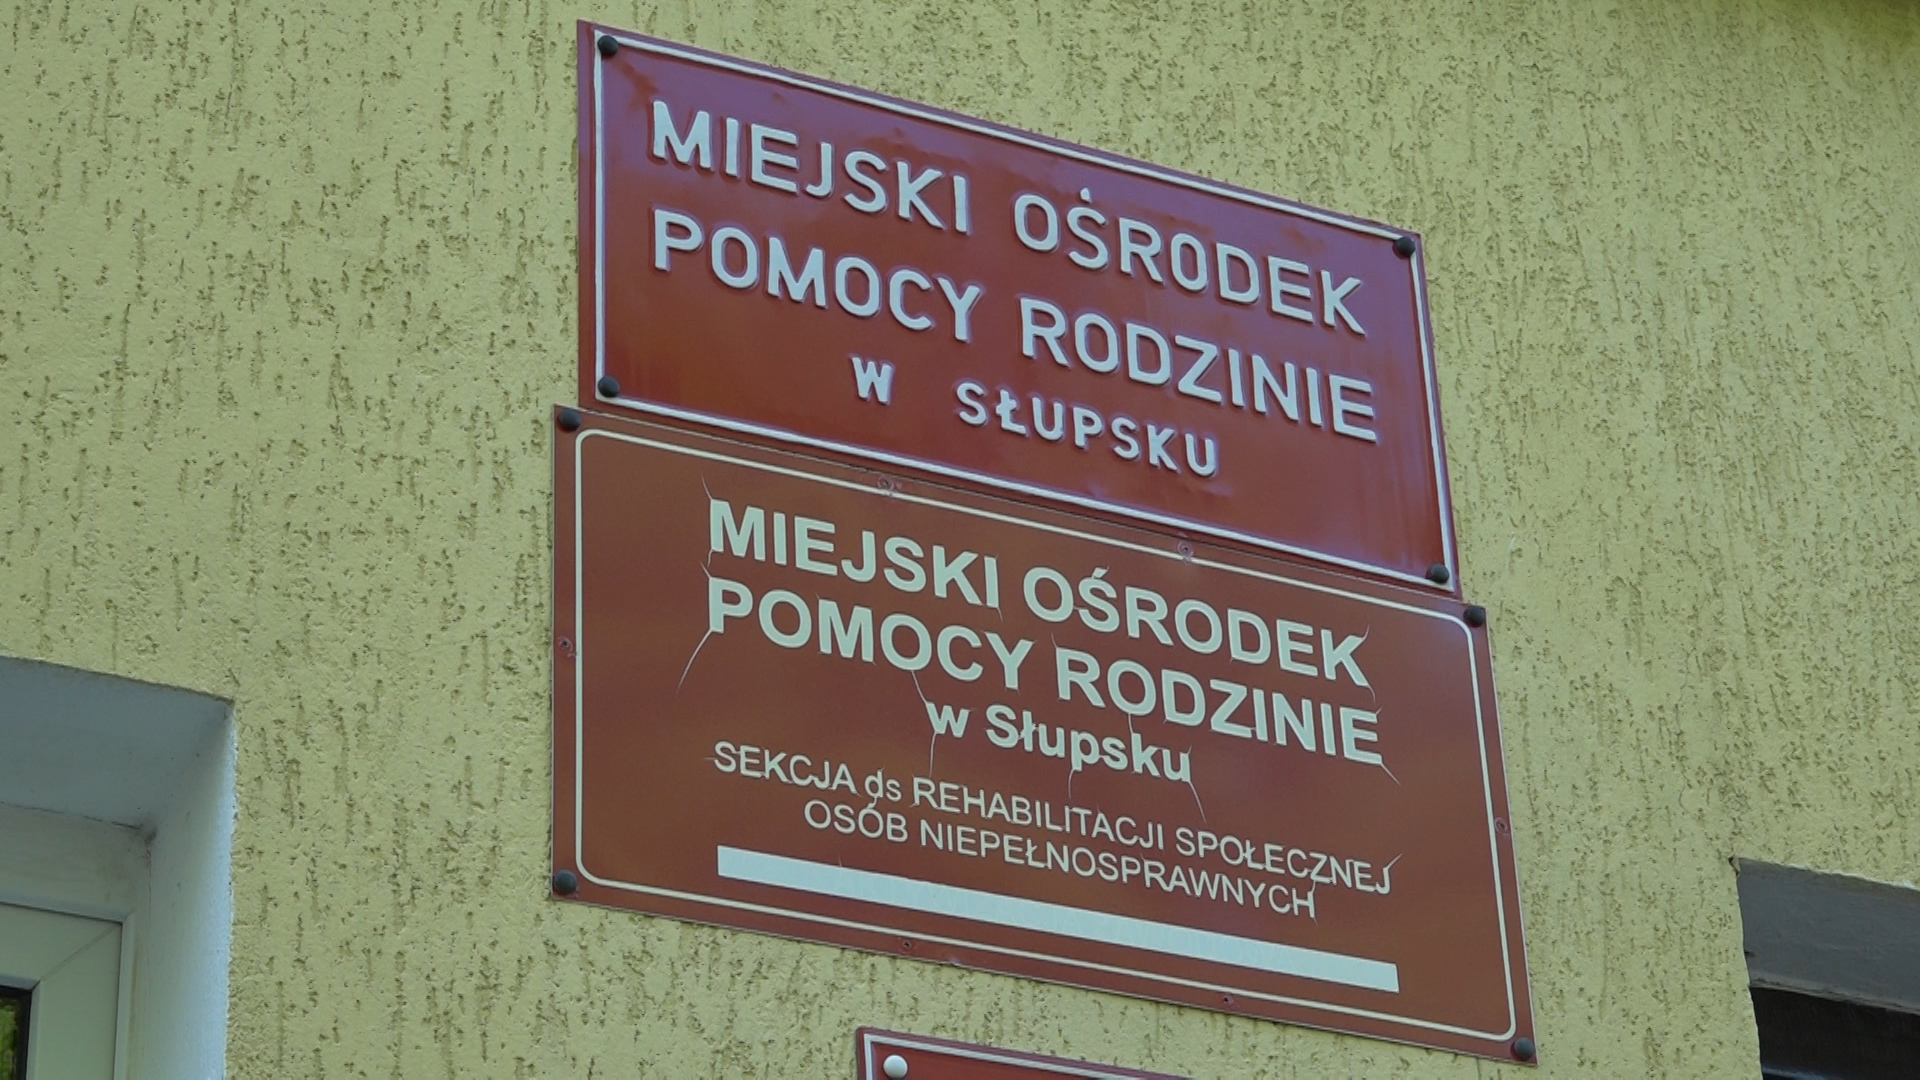 MIEJSKI OŚRODEK
POMOCY RODZINIE
W SŁUPSKU
MIEJSKI OŚRODEK
POMOCY RODZINIE
w Słupsku
SEKCJA ds REHABILITACJI SPOŁECZNEJ
OSÓB NIEPEŁNOSPRAWNYCH